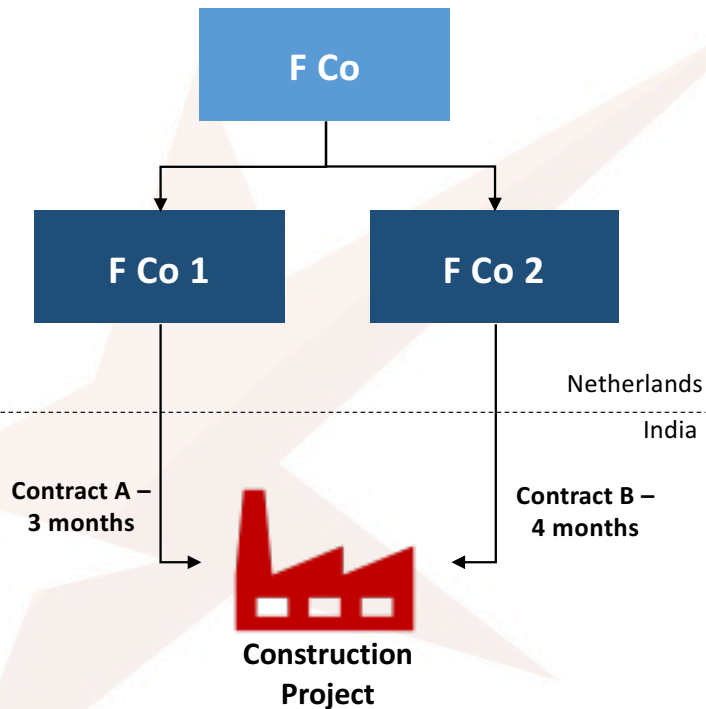 F Co
F Co 1
F Co 2
Netherlands
India
Contract A –
3 months
Contract B –
4 months
Construction
Project